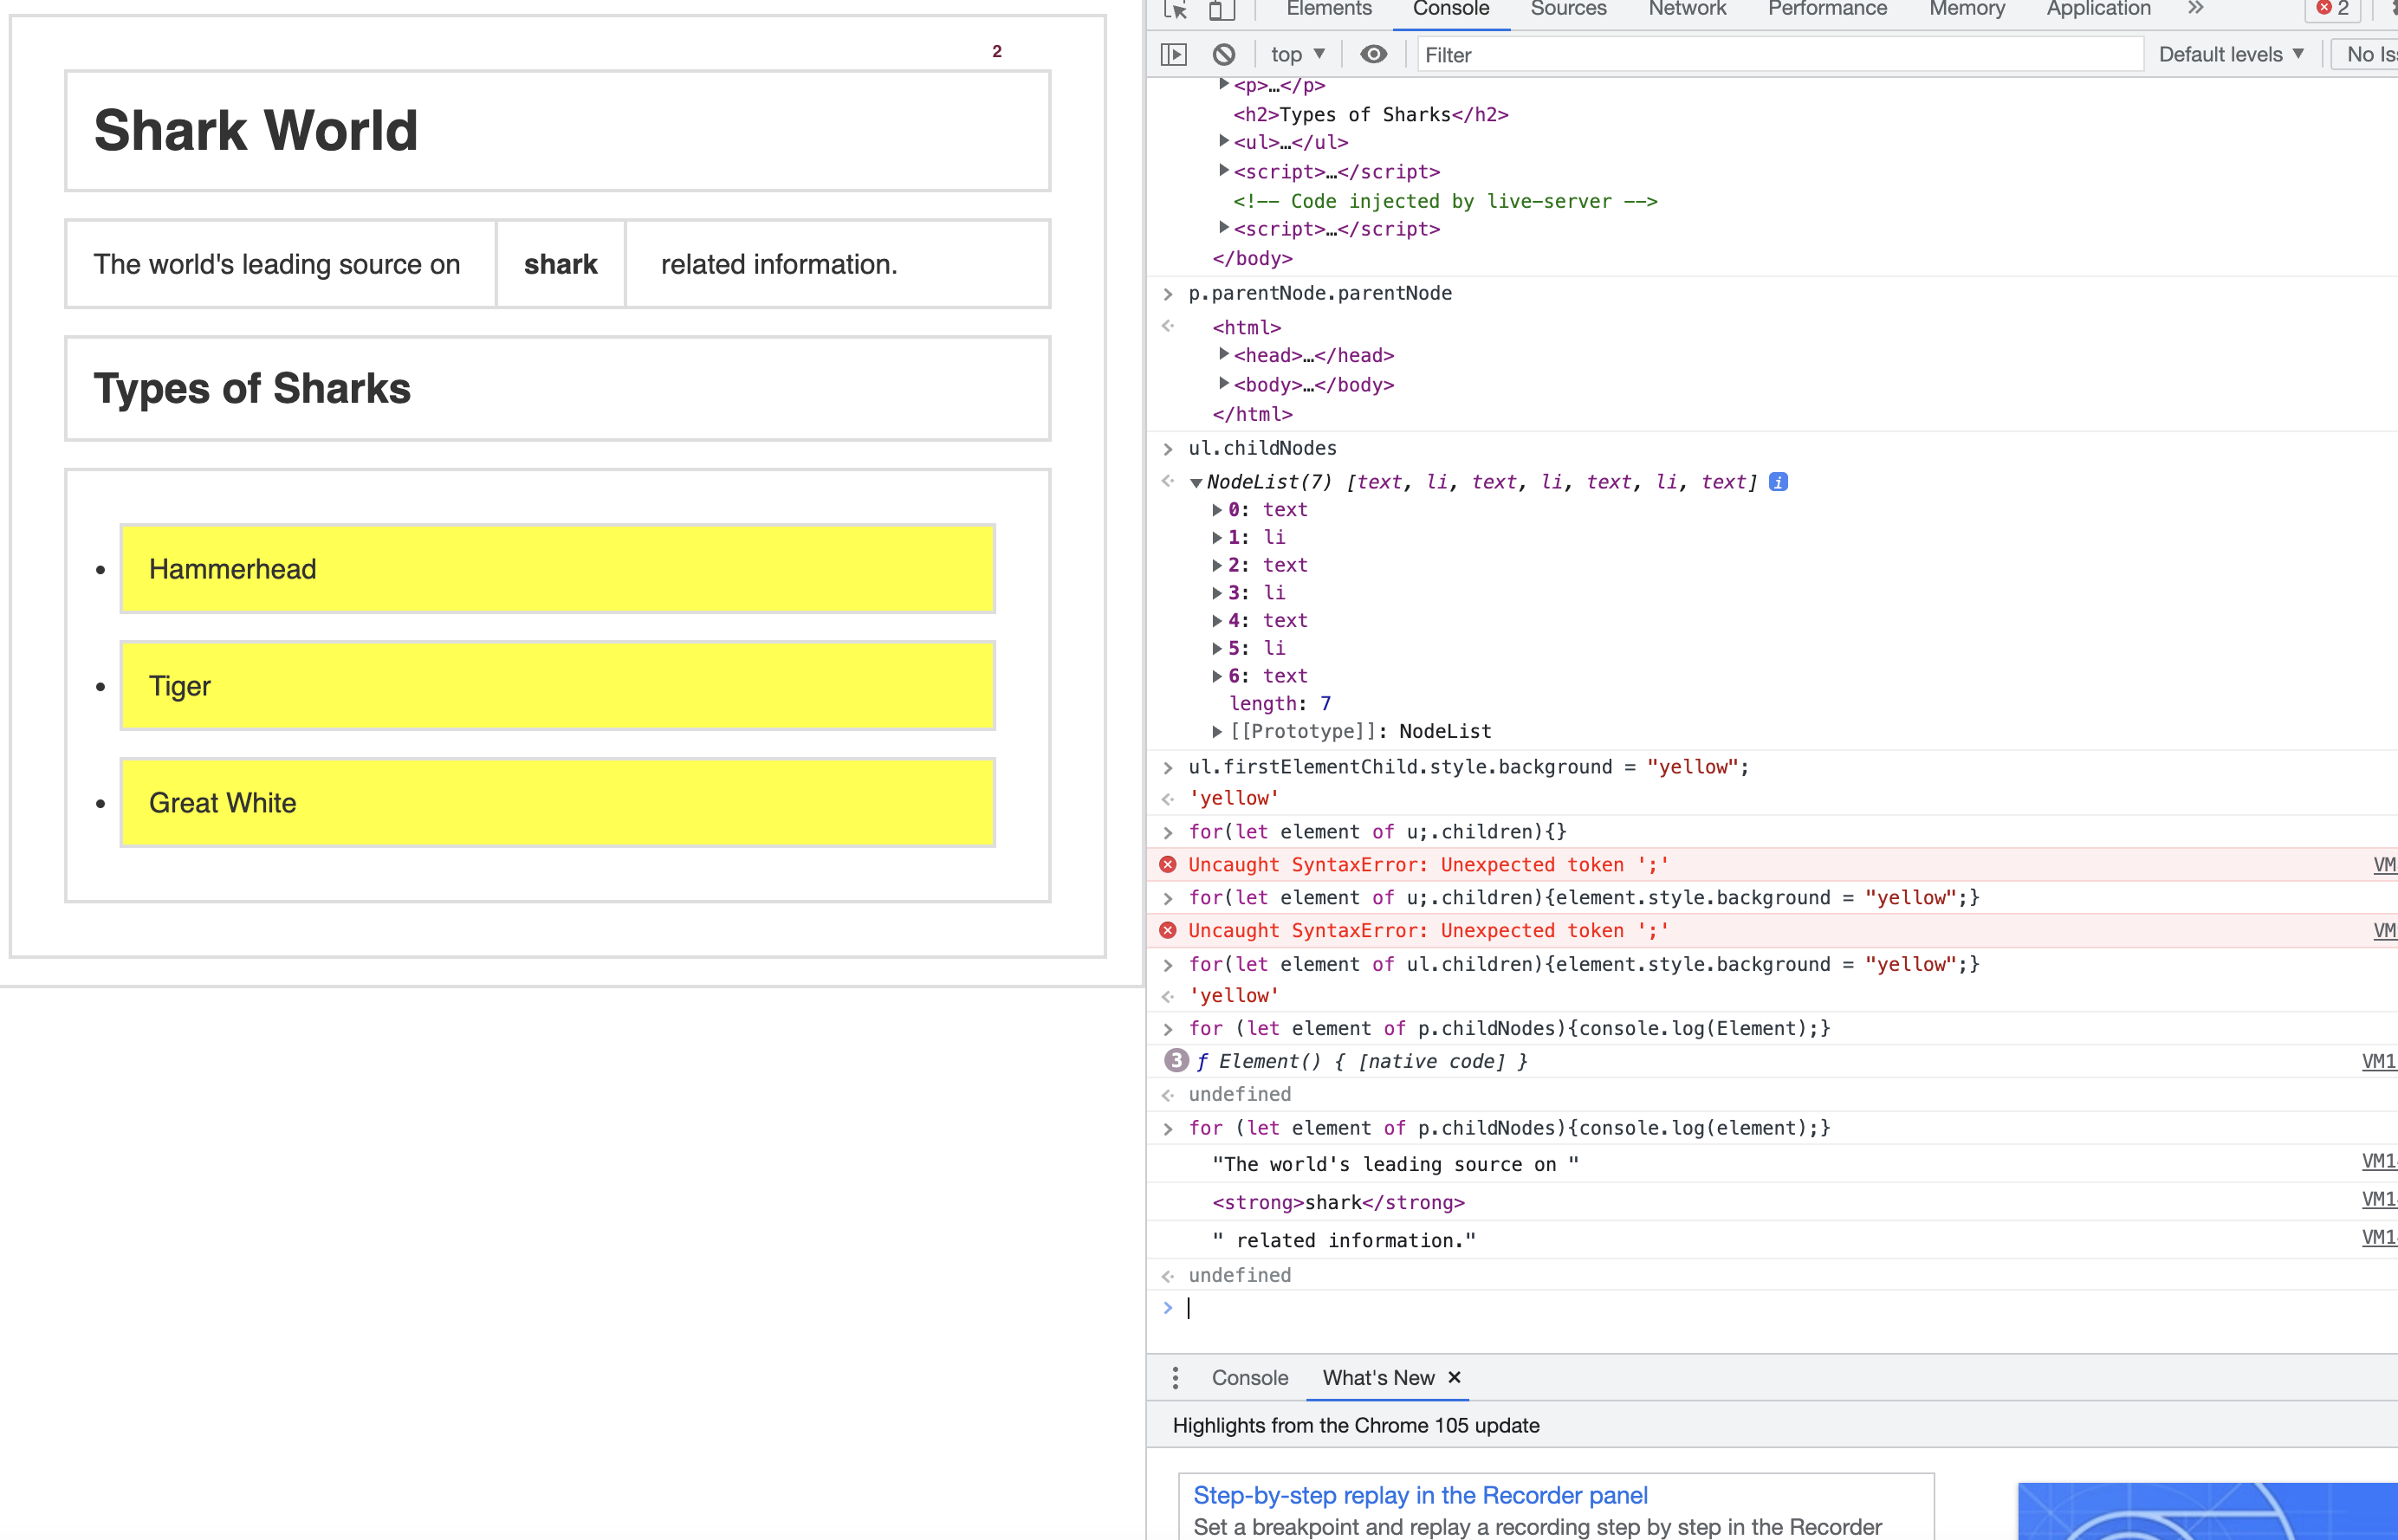 2
Shark World
The world's leading source on shark related information.
Types of Sharks
Hammerhead
Tiger
Great White
Elements Console Sources Network Performance Memory Application » 2
top ▼ Filter Default levels ▼ No Is
<p>…</p>
<h2>Types of Sharks</h2>
<ul>…</ul>
<script>…</script>
<!-- Code injected by live-server -->
<script>…</script>
</body>
p.parentNode.parentNode
<html>
<head>…</head>
<body>…</body>
</html>
ul.childNodes
NodeList(7) [text, li, text, li, text, li, text] i
0: text
1: li
2: text
3: li
4: text
5: li
6: text
length: 7
[[Prototype]]: NodeList
ul.firstElementChild.style.background = "yellow";
'yellow'
for(let element of u;.children){}
Uncaught SyntaxError: Unexpected token ';' VM
for(let element of u;.children){element.style.background = "yellow";}
Uncaught SyntaxError: Unexpected token ';' VM
for(let element of ul.children){element.style.background = "yellow";}
'yellow'
for (let element of p.childNodes){console.log(Element);}
3 ƒ Element() { [native code] } VM1
undefined
for (let element of p.childNodes){console.log(element);}
"The world's leading source on " VM1
<strong>shark</strong> VM1
" related information." VM1
undefined
Console What's New ×
Highlights from the Chrome 105 update
Step-by-step replay in the Recorder panel
Set a breakpoint and replay a recording step by step in the Recorder